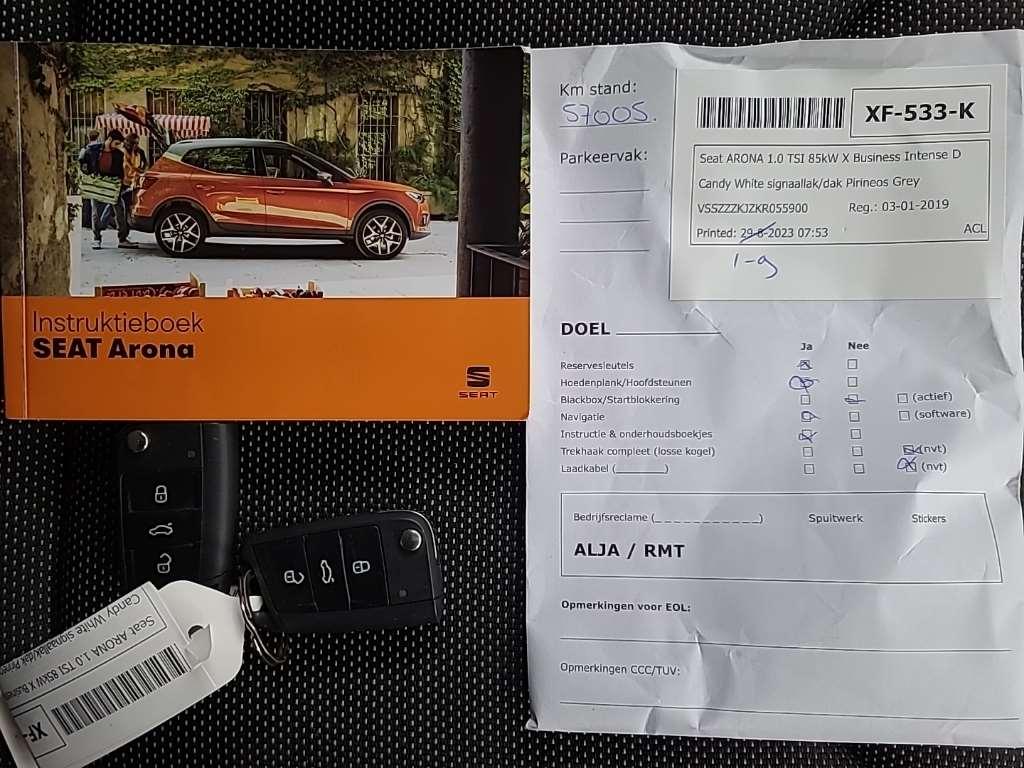 Instruktieboek
SEAT Arona
SEAT
Km stand:
57005.
Parkeervak:
XF-533-K
Seat ARONA 1.0 TSI 85kW X Business Intense D
Candy White signaallak/dak Pirineos Grey
VSSZZZKJZKR055900 Reg.: 03-01-2019
Printed: 29-8-2023 07:53 ACL
1-9
DOEL
Ja Nee
Reservesleutels
Hoedenplank/Hoofdsteunen
Blackbox/Startblokkering (actief)
Navigatie (software)
Instructie & onderhoudsboekjes
Trekhaak compleet (losse kogel) (nvt)
Laadkabel (________) (nvt)
Bedrijfsreclame (____________) Spuitwerk Stickers
ALJA / RMT
Opmerkingen voor EOL:
Opmerkingen CCC/TUV:
Seat ARONA 1.0 TSI 85kW X Busin
Candy White signaallak/dak Pirine
XF-